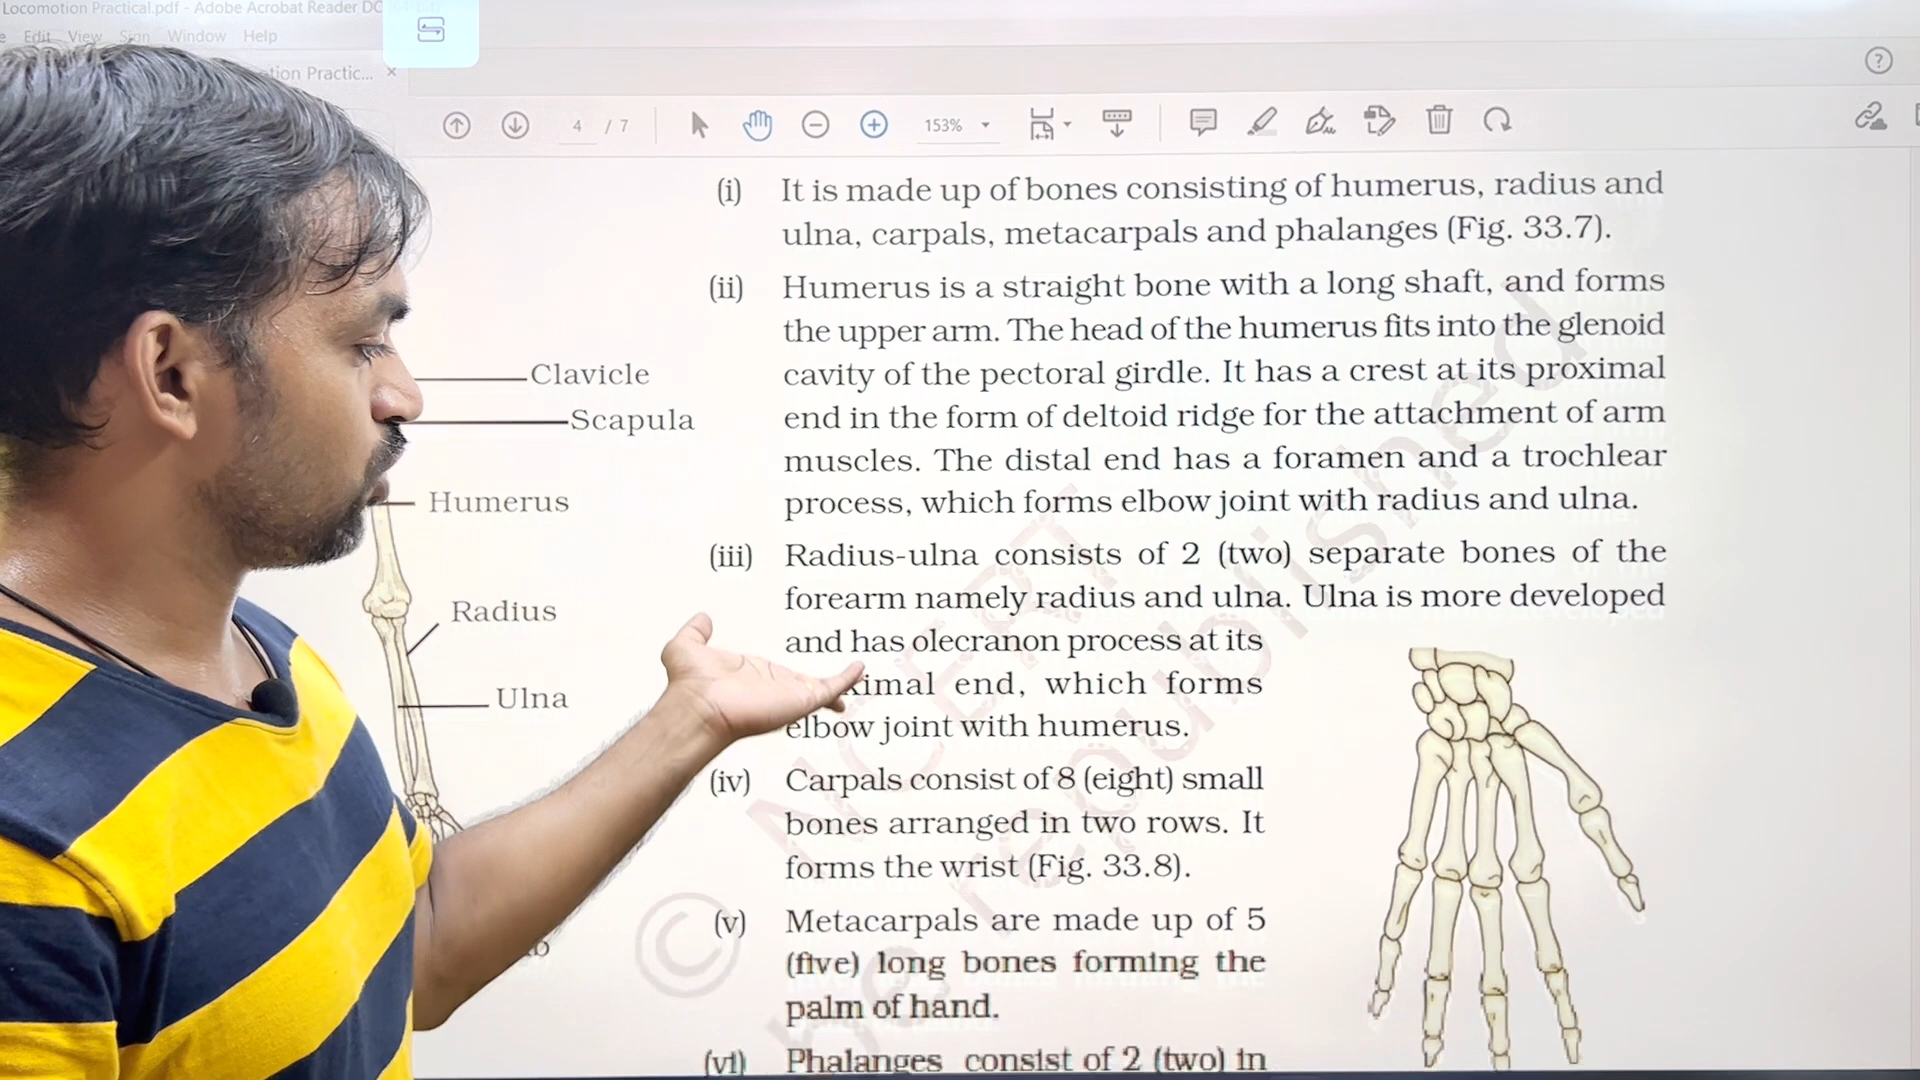 Locomotion Practical.pdf - Adobe Acrobat Reader DC
Edit View Sign Window Help
tion Practic... ×
4 / 7
153%
(i) It is made up of bones consisting of humerus, radius and
ulna, carpals, metacarpals and phalanges (Fig. 33.7).
(ii) Humerus is a straight bone with a long shaft, and forms
the upper arm. The head of the humerus fits into the glenoid
cavity of the pectoral girdle. It has a crest at its proximal
end in the form of deltoid ridge for the attachment of arm
muscles. The distal end has a foramen and a trochlear
process, which forms elbow joint with radius and ulna.
(iii) Radius-ulna consists of 2 (two) separate bones of the
forearm namely radius and ulna. Ulna is more developed
and has olecranon process at its
ximal end, which forms
elbow joint with humerus.
(iv) Carpals consist of 8 (eight) small
bones arranged in two rows. It
forms the wrist (Fig. 33.8).
(v) Metacarpals are made up of 5
(five) long bones forming the
palm of hand.
(vi) Phalanges consist of 2 (two) in
Clavicle
Scapula
Humerus
Radius
Ulna
© NCERT
be republished